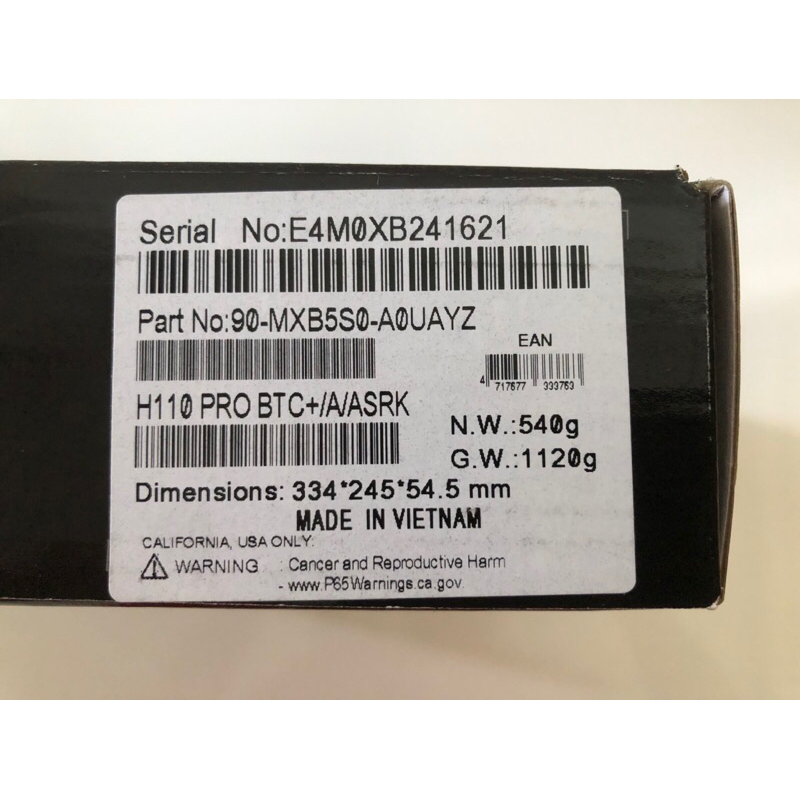 Serial No:E4M0XB241621
Part No:90-MXB5S0-A0UAYZ
EAN
4 717677 333763
H110 PRO BTC+/A/ASRK
N.W.:540g
G.W.:1120g
Dimensions: 334*245*54.5 mm
MADE IN VIETNAM
CALIFORNIA, USA ONLY:
WARNING : Cancer and Reproductive Harm
- www.P65Warnings.ca.gov